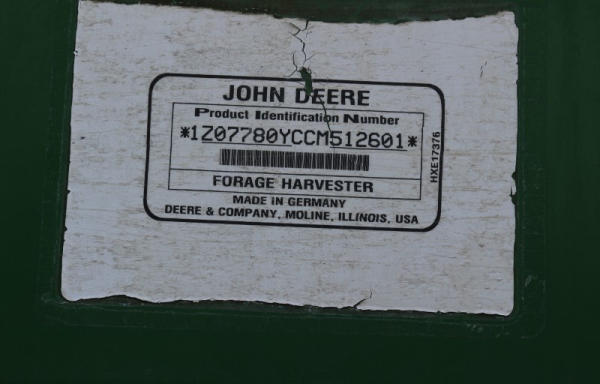 JOHN DEERE
Product Identification Number
*1Z07780YCCM512601*
FORAGE HARVESTER
MADE IN GERMANY
DEERE & COMPANY, MOLINE, ILLINOIS, USA
HXE17376